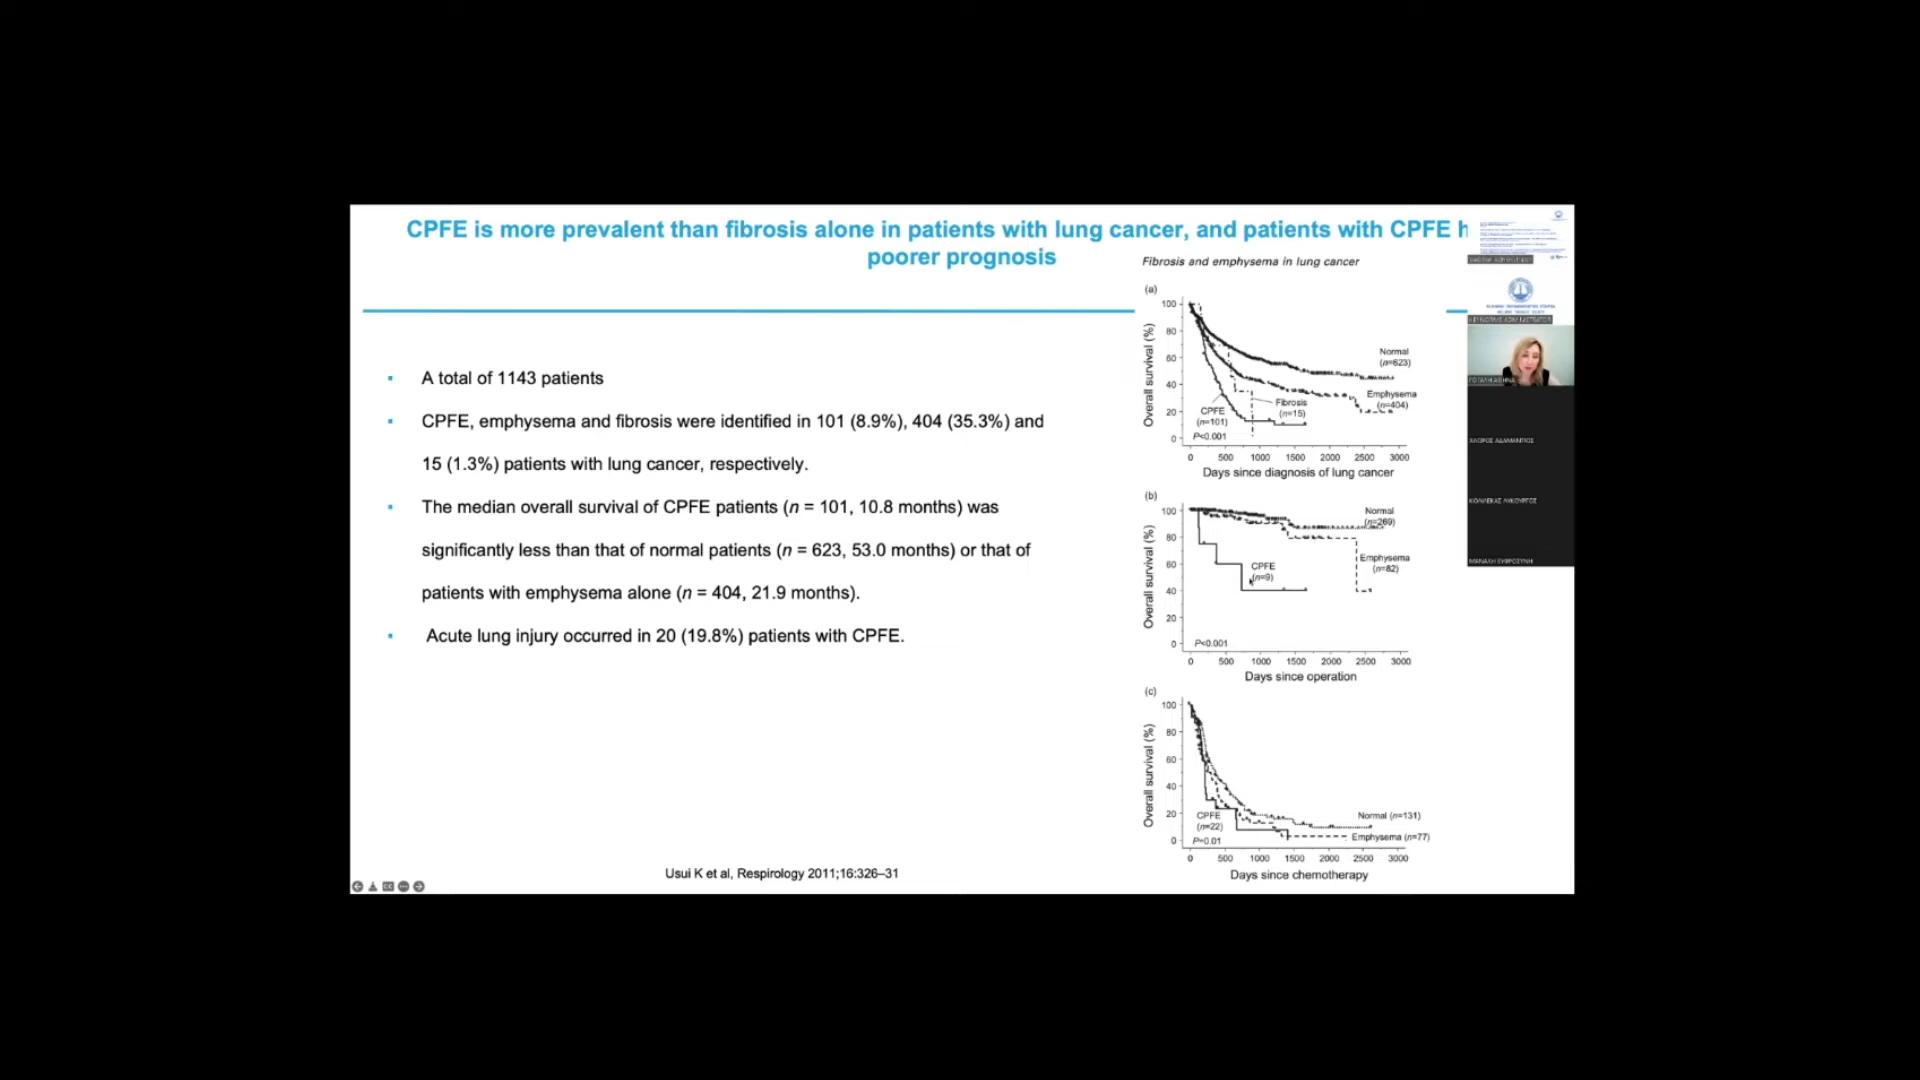 CPFE is more prevalent than fibrosis alone in patients with lung cancer, and patients with CPFE h
poorer prognosis
A total of 1143 patients
CPFE, emphysema and fibrosis were identified in 101 (8.9%), 404 (35.3%) and
15 (1.3%) patients with lung cancer, respectively.
The median overall survival of CPFE patients (n = 101, 10.8 months) was
significantly less than that of normal patients (n = 623, 53.0 months) or that of
patients with emphysema alone (n = 404, 21.9 months).
Acute lung injury occurred in 20 (19.8%) patients with CPFE.
Usui K et al, Respirology 2011;16:326–31
Fibrosis and emphysema in lung cancer
(a)
Overall survival (%)
100
80
60
40
20
0
Normal
(n=623)
Emphysema
(n=404)
Fibrosis
(n=15)
CPFE
(n=101)
P<0.001
0 500 1000 1500 2000 2500 3000
Days since diagnosis of lung cancer
(b)
Overall survival (%)
100
80
60
40
20
0
Normal
(n=269)
Emphysema
(n=82)
CPFE
(n=9)
P<0.001
0 500 1000 1500 2000 2500 3000
Days since operation
(c)
Overall survival (%)
100
80
60
40
20
0
CPFE
(n=22)
P=0.01
Normal (n=131)
Emphysema (n=77)
0 500 1000 1500 2000 2500 3000
Days since chemotherapy
ΧΛΩΡΟΣ ΑΔΑΜΑΝΤΙΟΣ
ΜΑΝΑΛΗ ΕΥΦΡΟΣΥΝΗ